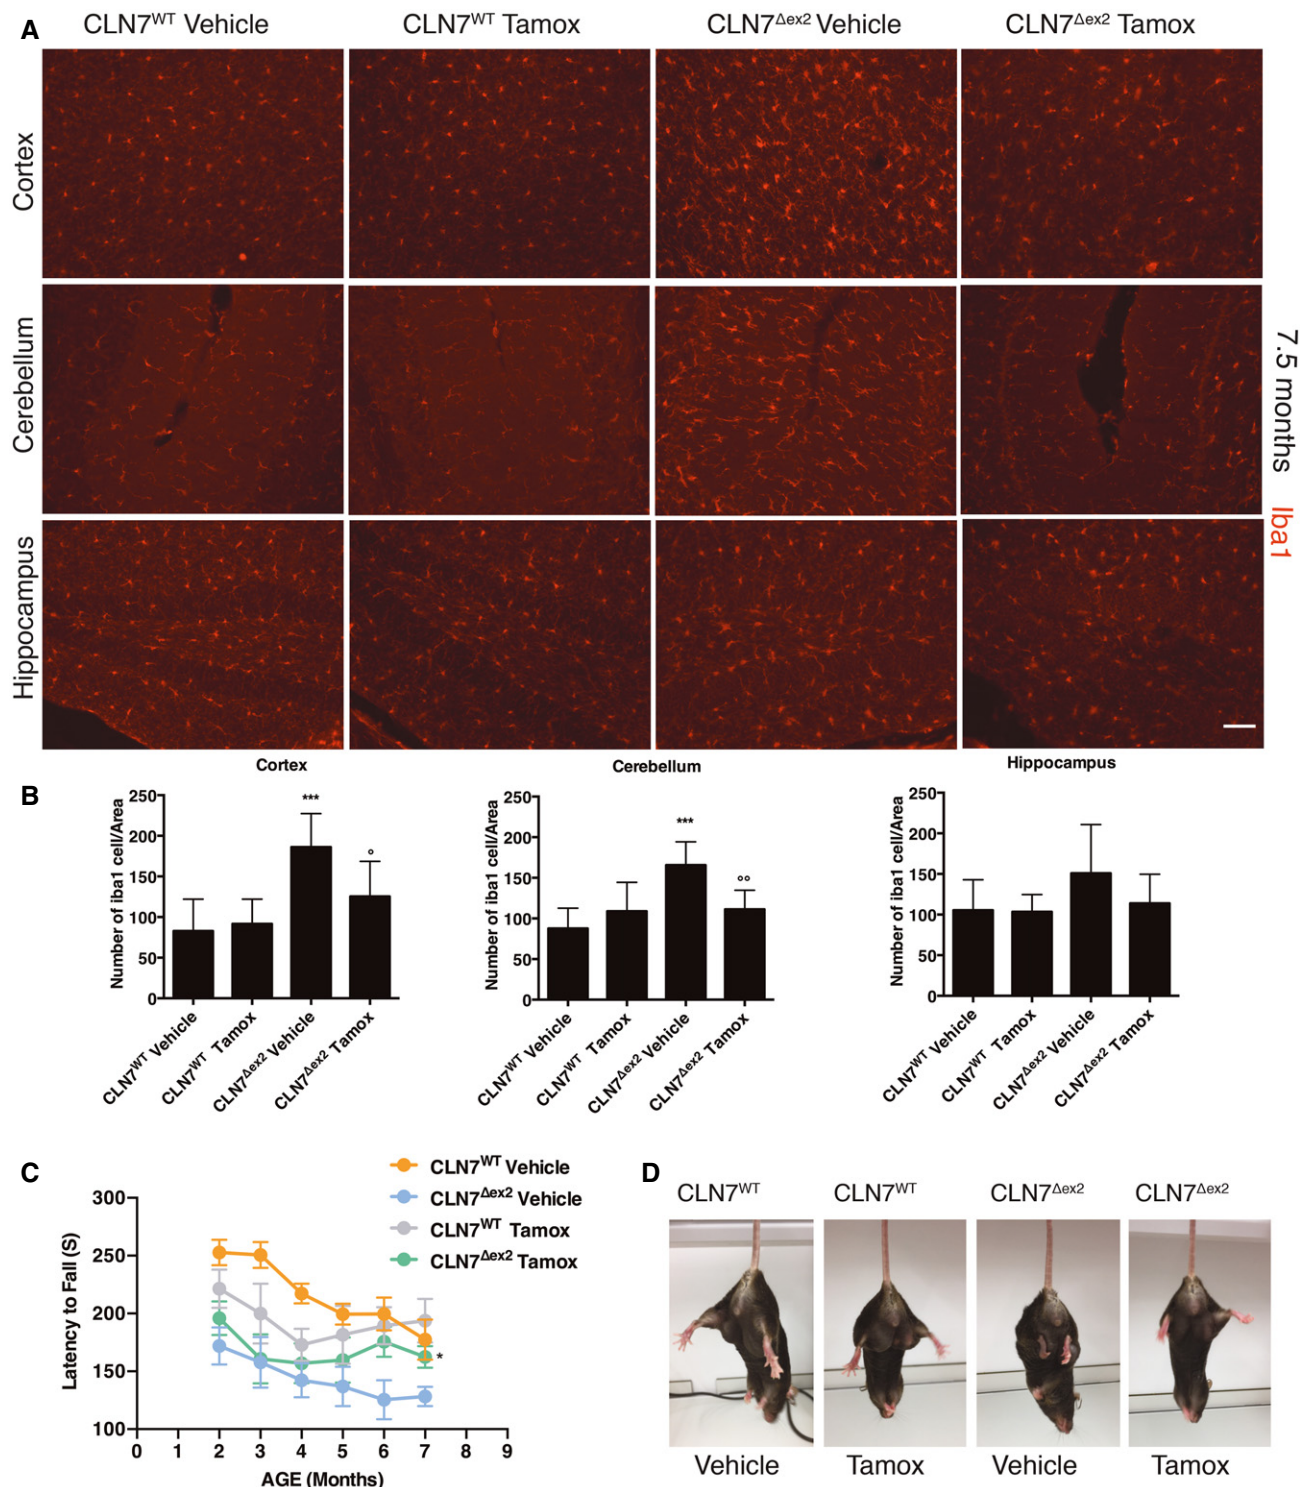 A
CLN7WT Vehicle
CLN7WT Tamox
CLN7Δex2 Vehicle
CLN7Δex2 Tamox
Cortex
Cerebellum
Hippocampus
7.5 months
Iba1
B
Cortex
Number of iba1 cell/Area
250
200
150
100
50
0
***
°
CLN7WT Vehicle
CLN7WT Tamox
CLN7Δex2 Vehicle
CLN7Δex2 Tamox
Cerebellum
Number of iba1 cell/Area
250
200
150
100
50
0
***
°°
CLN7WT Vehicle
CLN7WT Tamox
CLN7Δex2 Vehicle
CLN7Δex2 Tamox
Hippocampus
Number of iba1 cell/Area
250
200
150
100
50
0
CLN7WT Vehicle
CLN7WT Tamox
CLN7Δex2 Vehicle
CLN7Δex2 Tamox
C
CLN7WT Vehicle
CLN7Δex2 Vehicle
CLN7WT Tamox
CLN7Δex2 Tamox
Latency to Fall (S)
300
250
200
150
100
*
0 1 2 3 4 5 6 7 8 9
AGE (Months)
D
CLN7WT
CLN7WT
CLN7Δex2
CLN7Δex2
Vehicle
Tamox
Vehicle
Tamox